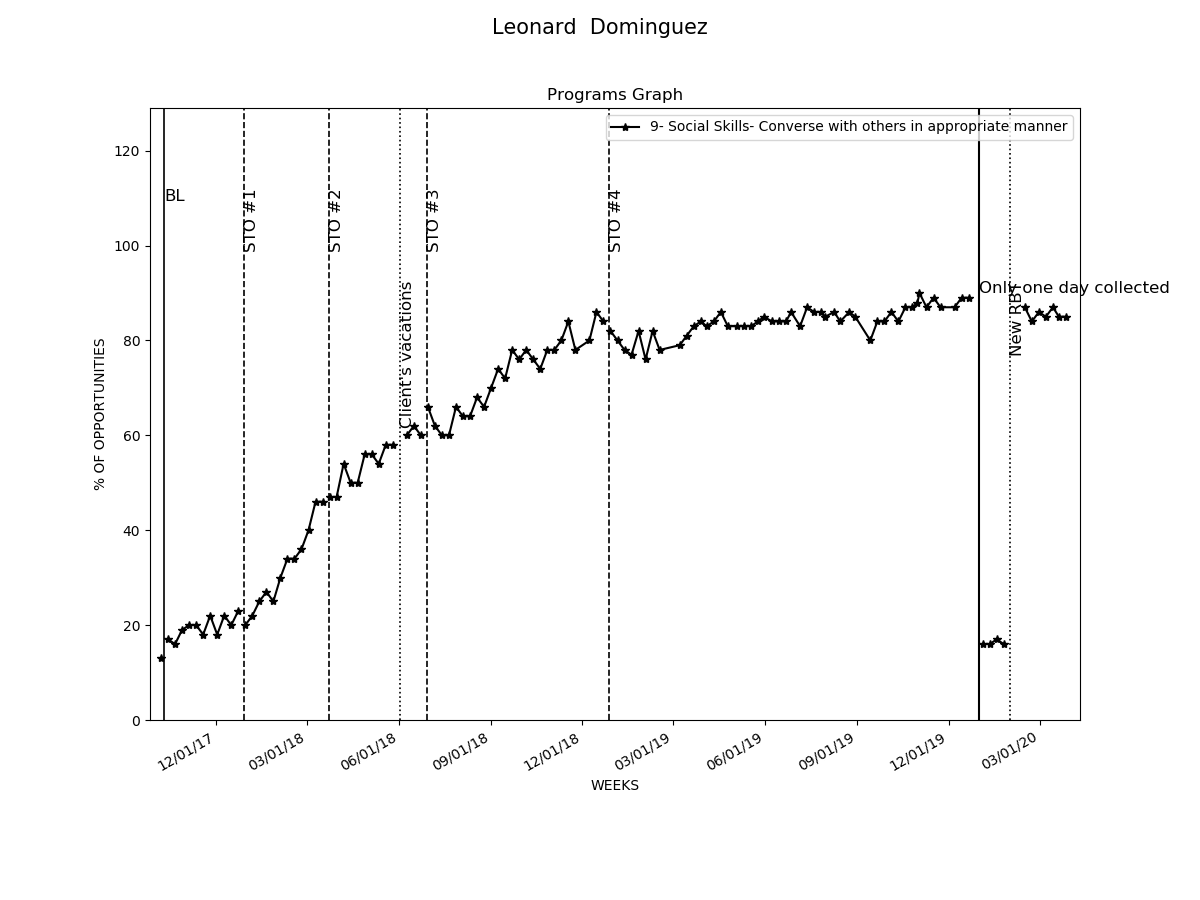 Leonard  Dominguez
Programs Graph
9- Social Skills- Converse with others in appropriate manner
BL
STO #1
STO #2
Client's vacations
STO #3
STO #4
Only one day collected
New RBT
% OF OPPORTUNITIES
120
100
80
60
40
20
0
12/01/17
03/01/18
06/01/18
09/01/18
12/01/18
03/01/19
06/01/19
09/01/19
12/01/19
03/01/20
WEEKS